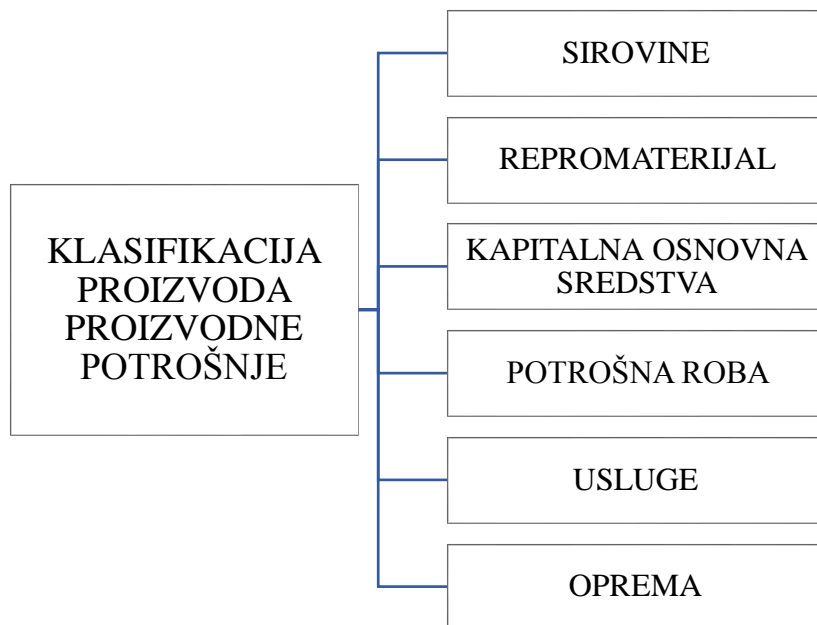 KLASIFIKACIJA
PROIZVODA
PROIZVODNE
POTROŠNJE
SIROVINE
REPROMATERIJAL
KAPITALNA OSNOVNA
SREDSTVA
POTROŠNA ROBA
USLUGE
OPREMA